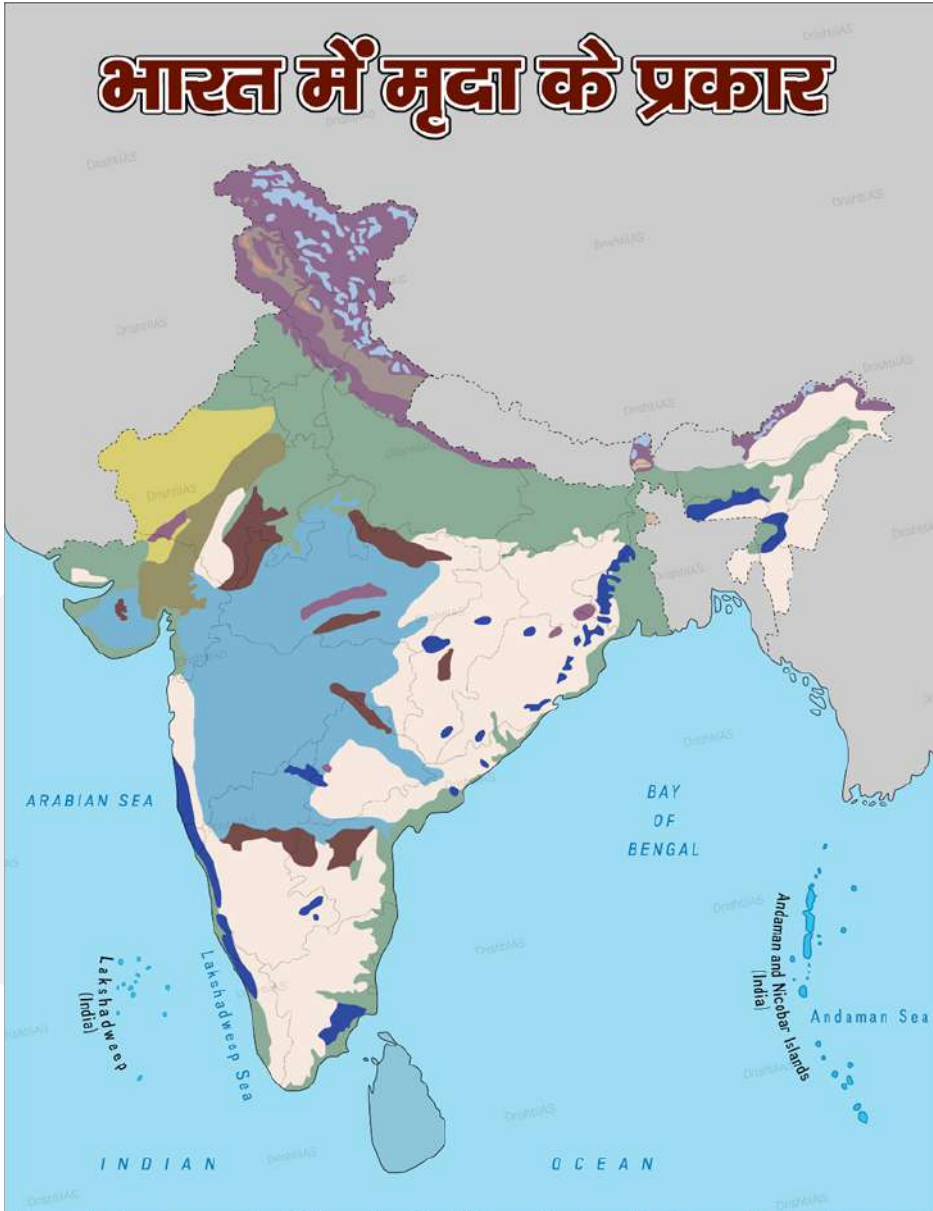 भारत में मृदा के प्रकार
DrishtiIAS
ARABIAN SEA
BAY
OF
BENGAL
Lakshadweep
(India)
Lakshadweep Sea
Andaman and Nicobar Islands
(India)
Andaman Sea
INDIAN OCEAN